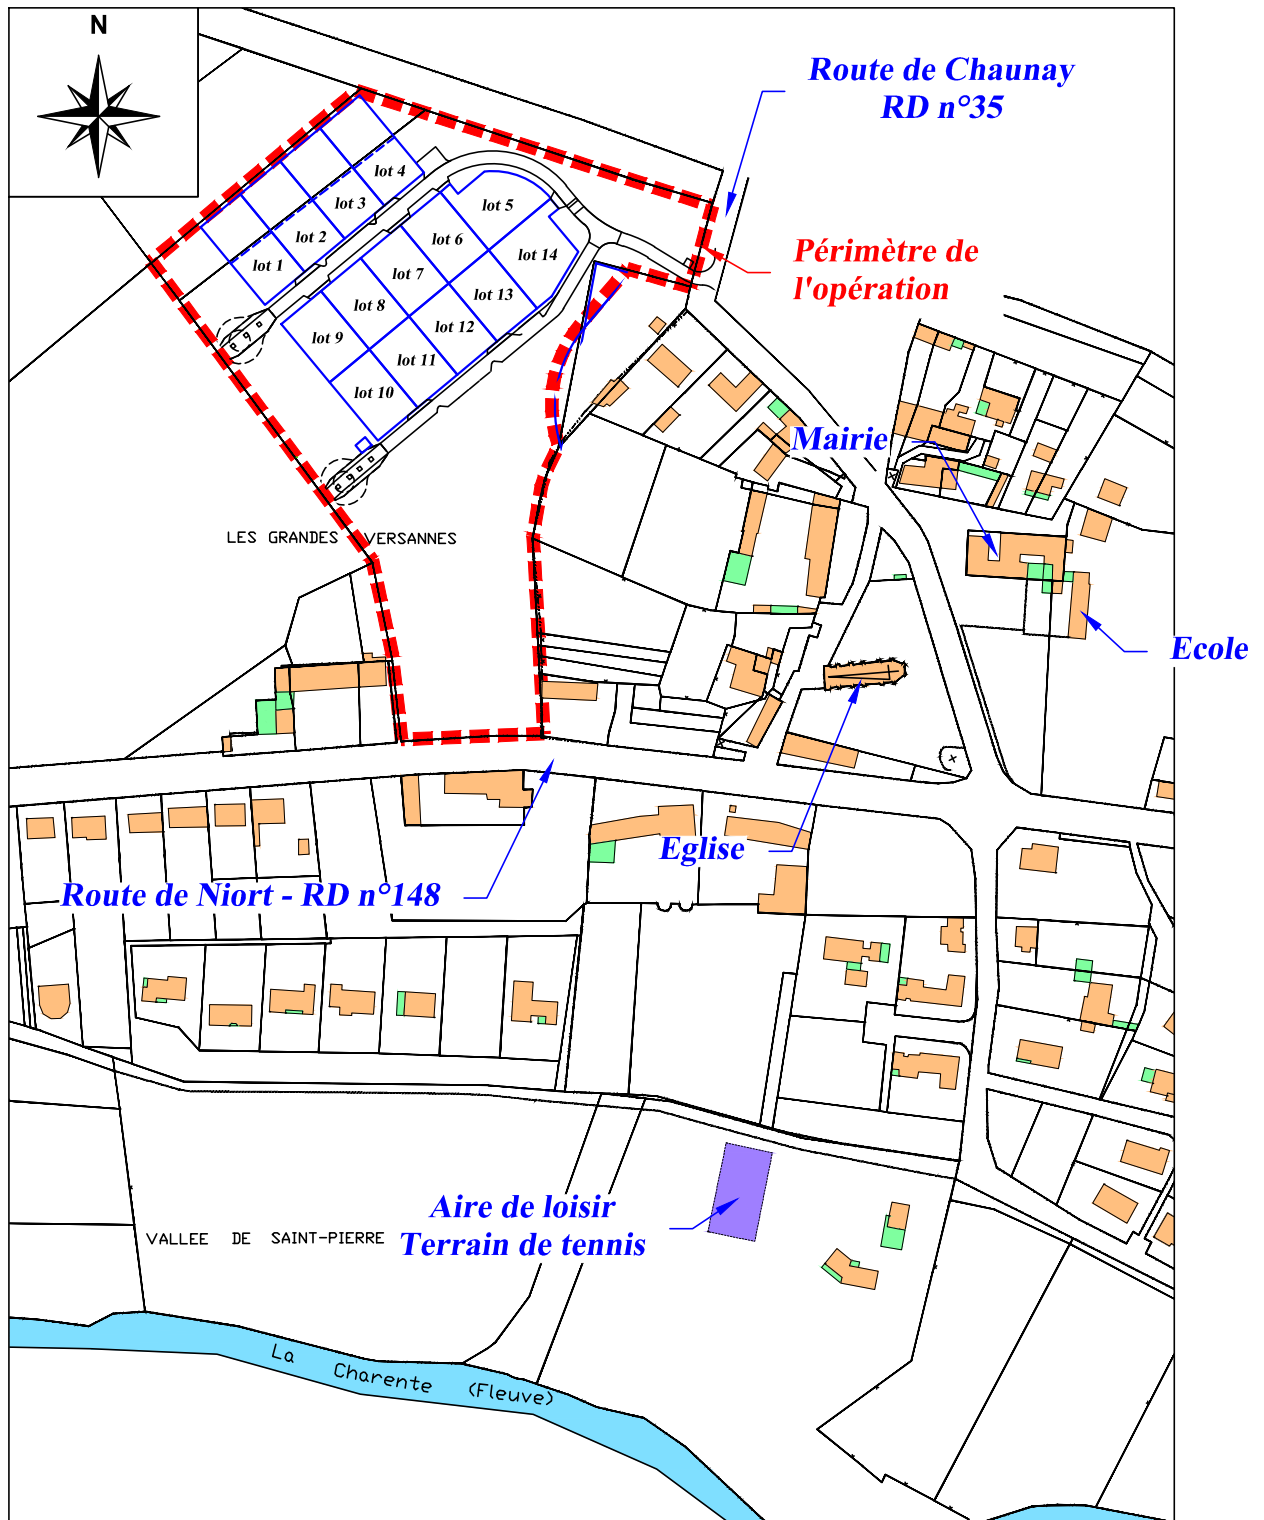 N
Route de Chaunay
RD n°35
lot 4
lot 3
lot 5
lot 2
lot 6
lot 14
lot 1
lot 7
lot 13
Périmètre de
l'opération
lot 8
lot 12
lot 9
lot 11
lot 10
Mairie
LES GRANDES VERSANNES
Ecole
Eglise
Route de Niort - RD n°148
Aire de loisir
Terrain de tennis
VALLEE DE SAINT-PIERRE
La Charente (Fleuve)